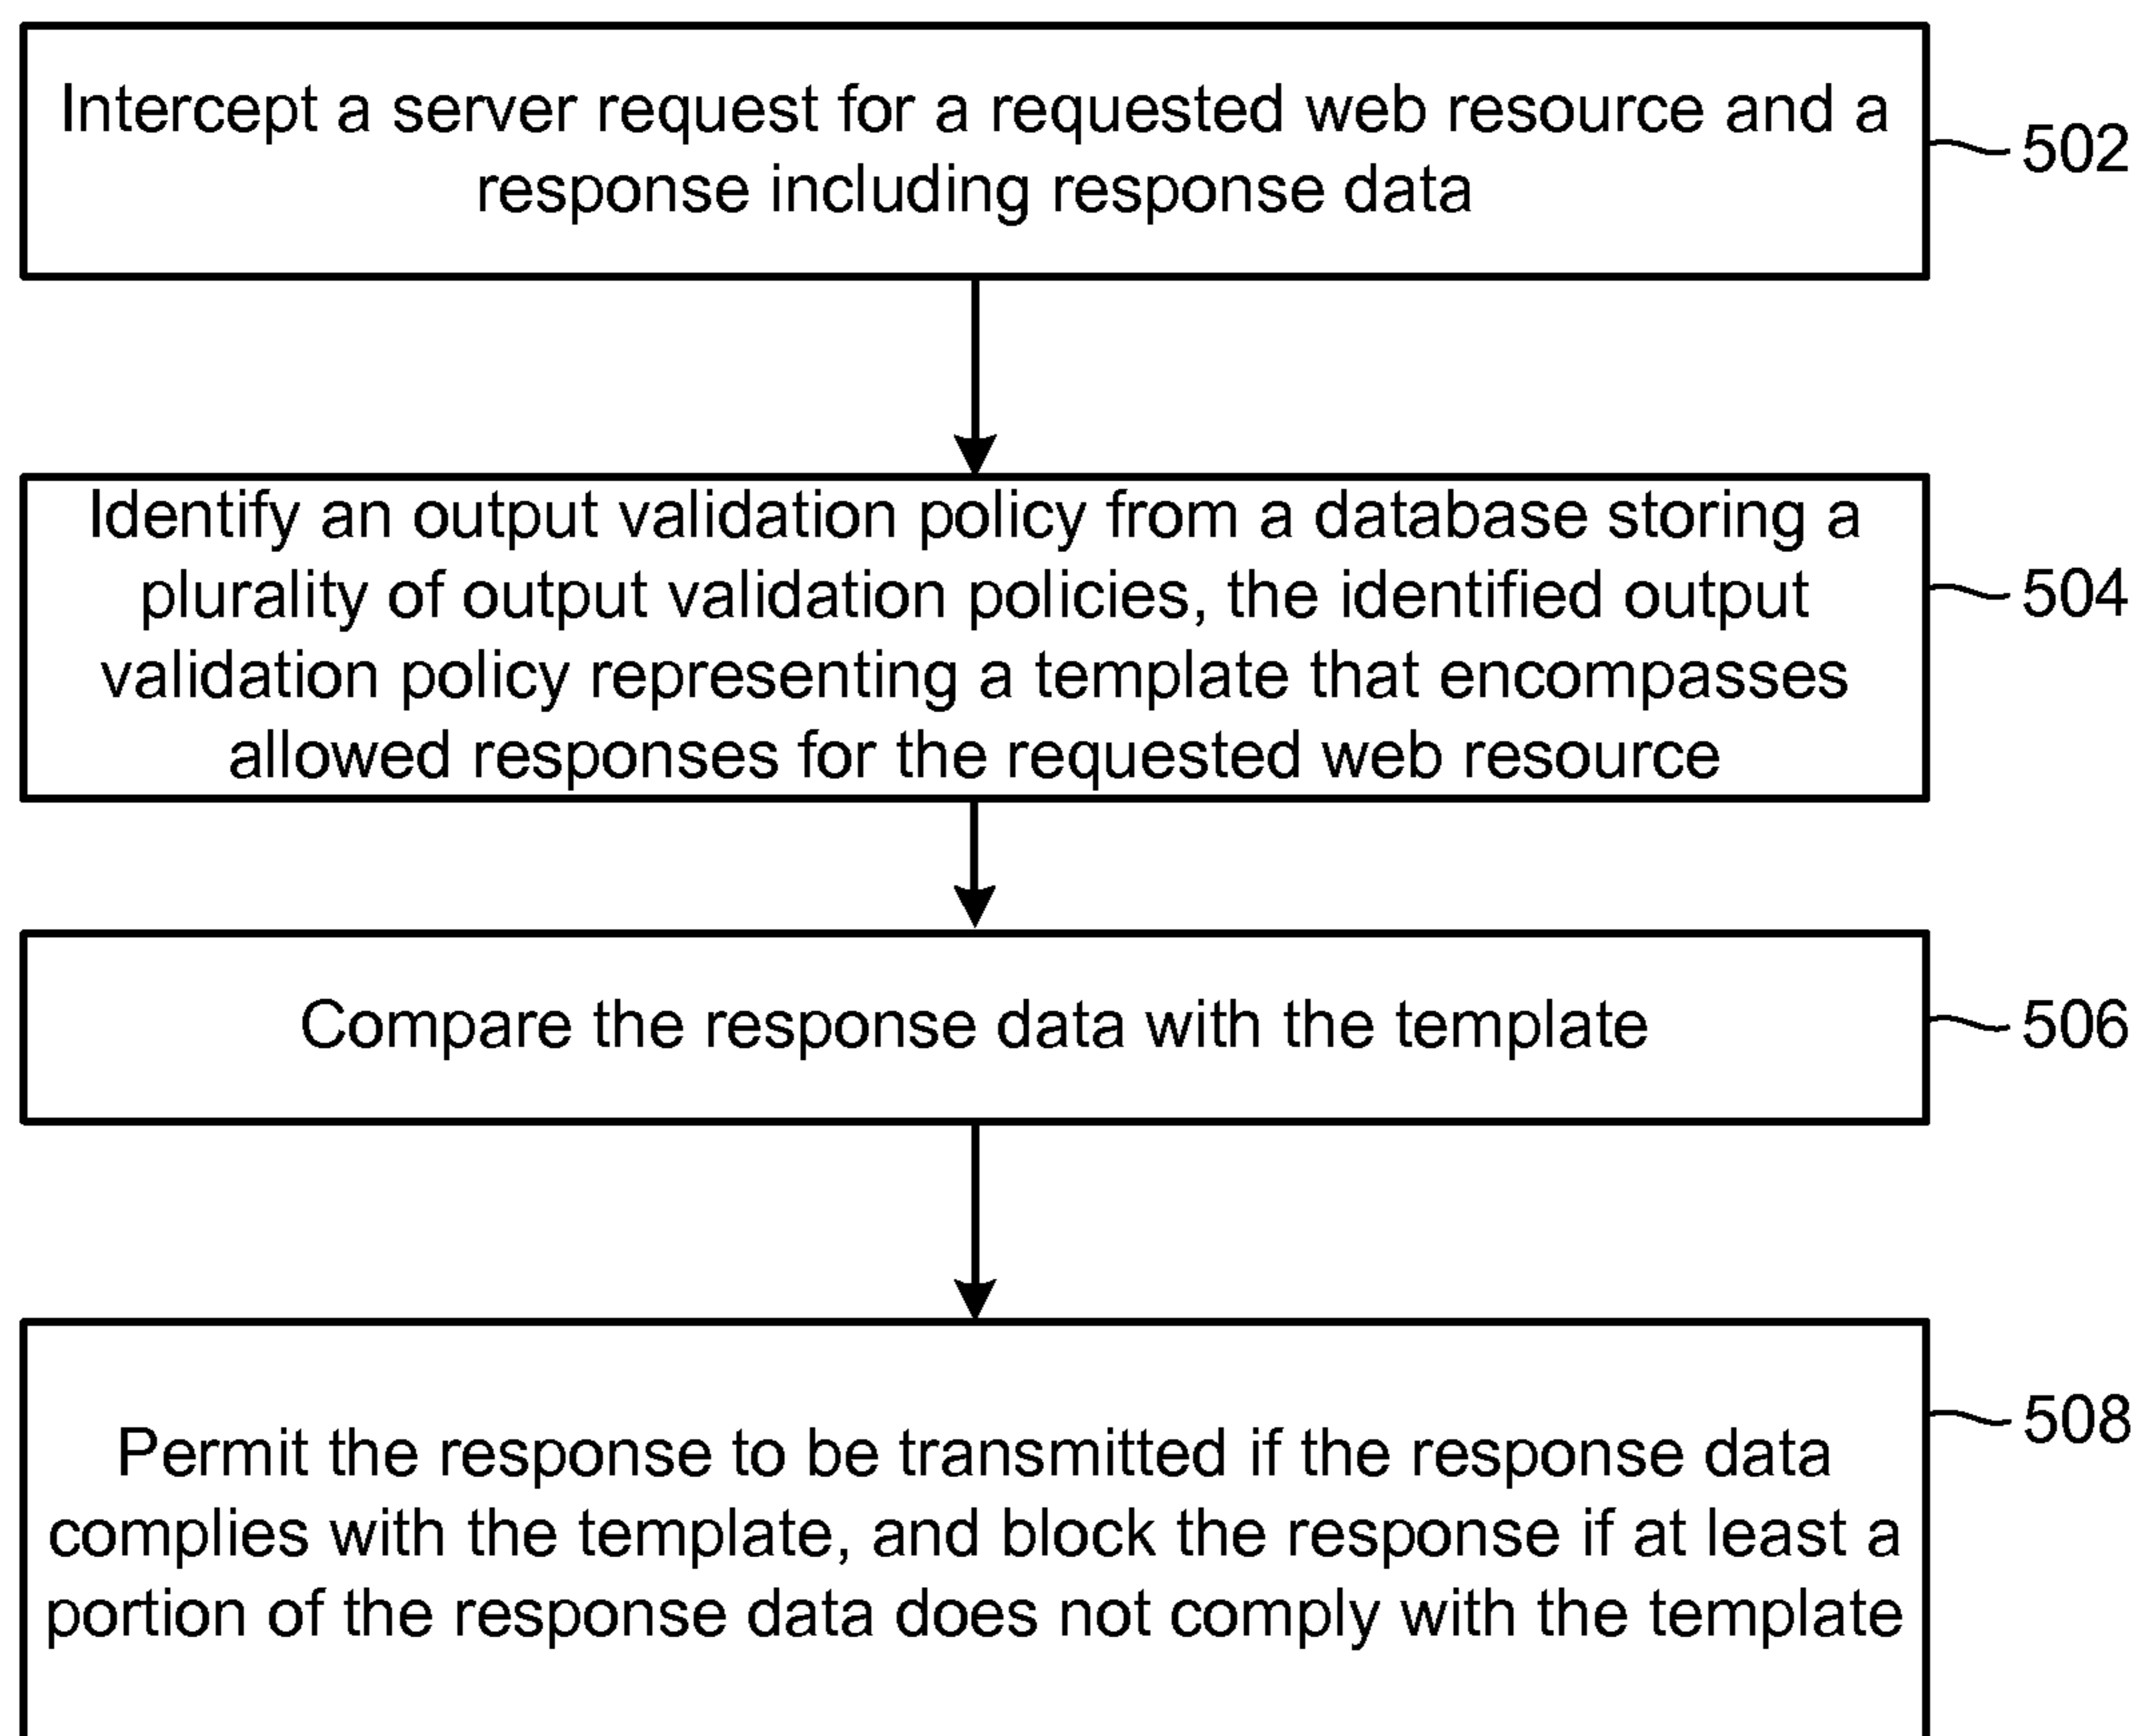 Intercept a server request for a requested web resource and a
response including response data
502
Identify an output validation policy from a database storing a
plurality of output validation policies, the identified output
validation policy representing a template that encompasses
allowed responses for the requested web resource
504
Compare the response data with the template
506
Permit the response to be transmitted if the response data
complies with the template, and block the response if at least a
portion of the response data does not comply with the template
508